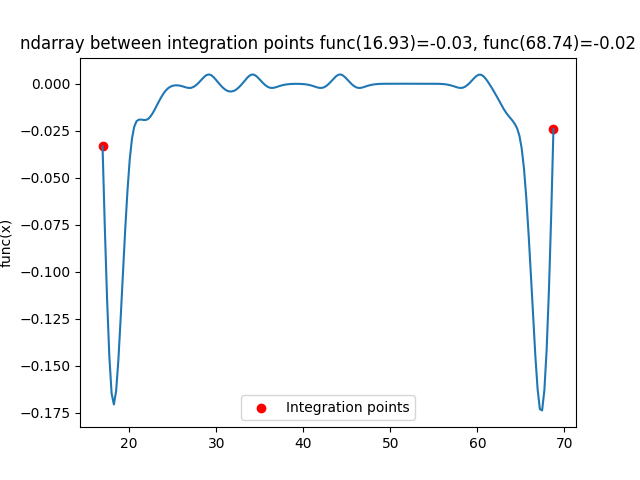 ndarray between integration points func(16.93)=-0.03, func(68.74)=-0.02
0.000
−0.025
−0.050
−0.075
−0.100
−0.125
−0.150
−0.175
func(x)
Integration points
20 30 40 50 60 70